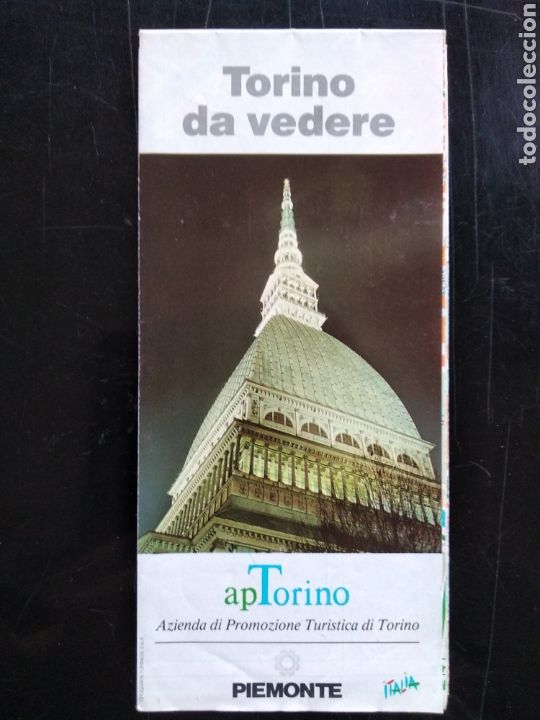 Torino
da vedere
apTorino
Azienda di Promozione Turistica di Torino
PIEMONTE
ITALIA
todocoleccion